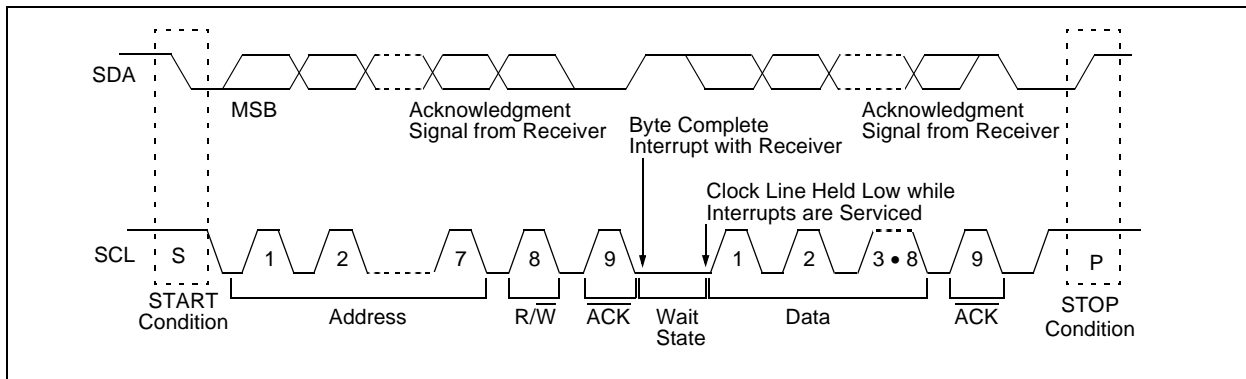 SDA
MSB
Acknowledgment
Signal from Receiver
Byte Complete
Interrupt with Receiver
Acknowledgment
Signal from Receiver
Clock Line Held Low while
Interrupts are Serviced
SCL
S
1
2
7
8
9
1
2
3 • 8
9
P
START
Condition
Address
R/W̅
A̅C̅K̅
Wait
State
Data
A̅C̅K̅
STOP
Condition